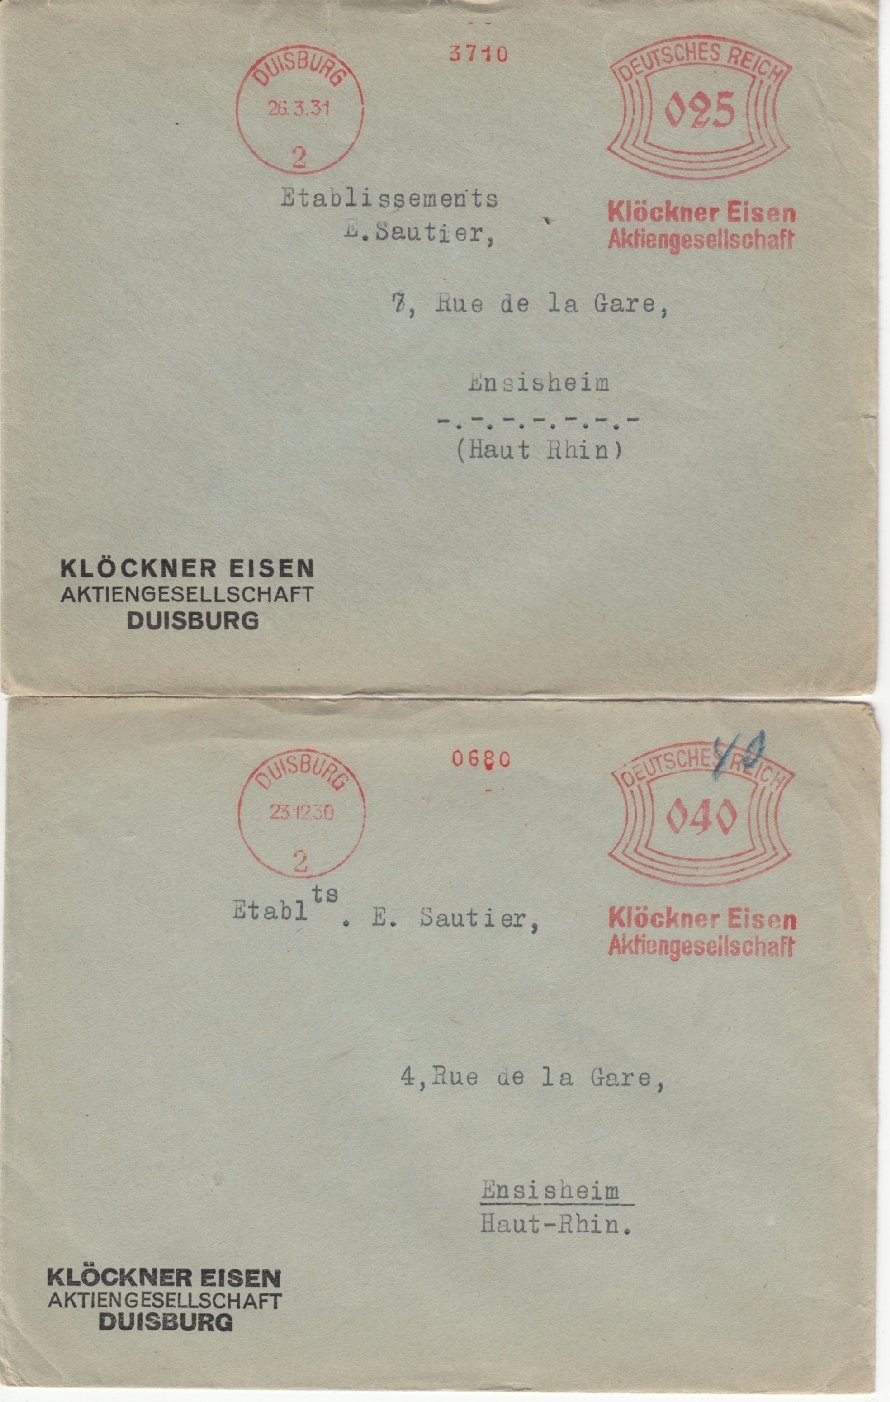 DUISBURG
26.3.31
2
3710
DEUTSCHES REICH
025
Klöckner Eisen
Aktiengesellschaft
Etablissements
E.Sautier,
7, Rue de la Gare,
Ensisheim
-.-.-.-.-.-.-
(Haut Rhin)
KLÖCKNER EISEN
AKTIENGESELLSCHAFT
DUISBURG
DUISBURG
23.12.30
2
0680
DEUTSCHES REICH
40
040
Klöckner Eisen
Aktiengesellschaft
Etablts. E. Sautier,
4,Rue de la Gare,
Ensisheim
Haut-Rhin.
KLÖCKNER EISEN
AKTIENGESELLSCHAFT
DUISBURG